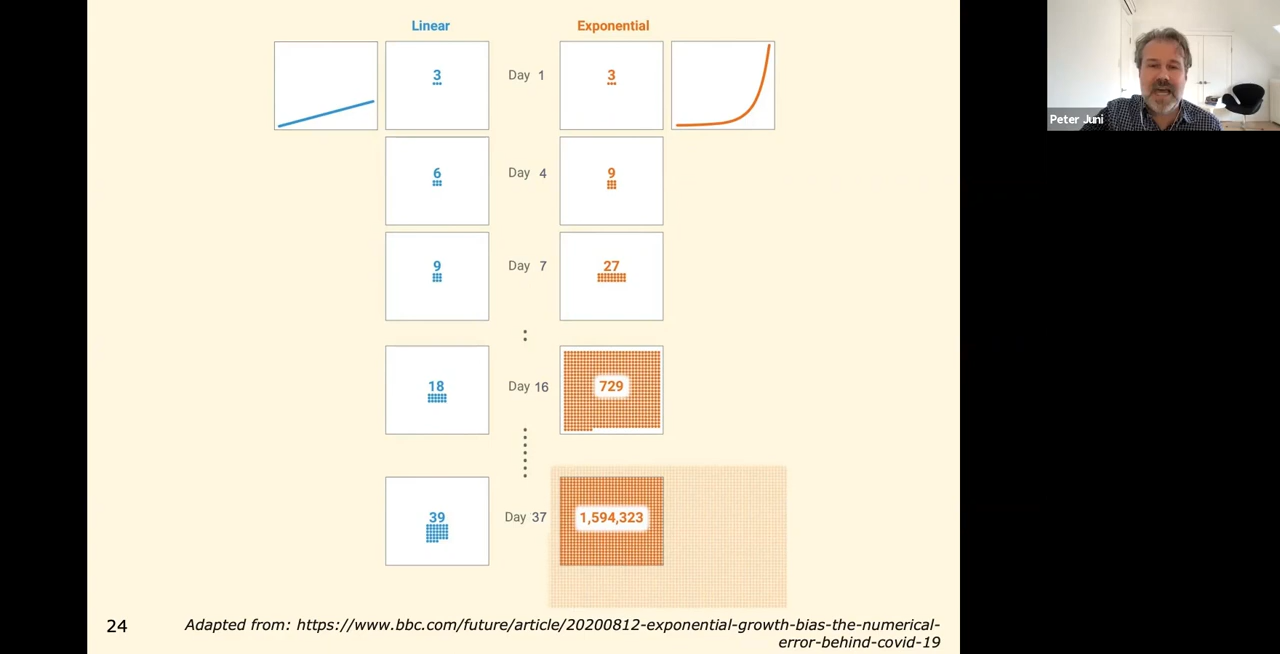 Linear Exponential
3 Day 1 3
6 Day 4 9
9 Day 7 27
18 Day 16 729
39 Day 37 1,594,323
24 Adapted from: https://www.bbc.com/future/article/20200812-exponential-growth-bias-the-numerical-
error-behind-covid-19
Peter Juni